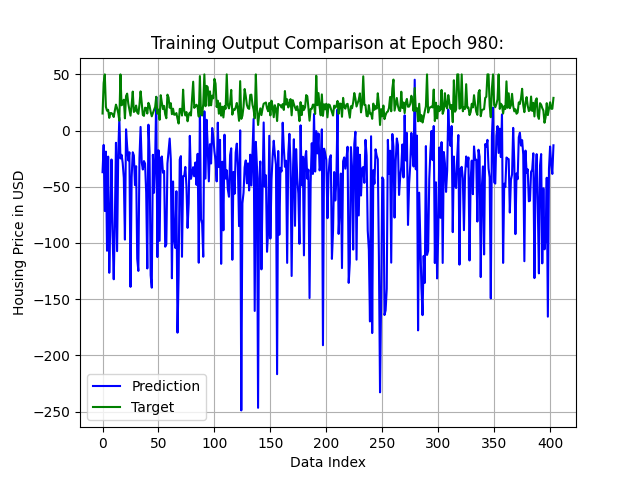 Training Output Comparison at Epoch 980:
Housing Price in USD
50
0
−50
−100
−150
−200
−250
Prediction
Target
0 50 100 150 200 250 300 350 400
Data Index